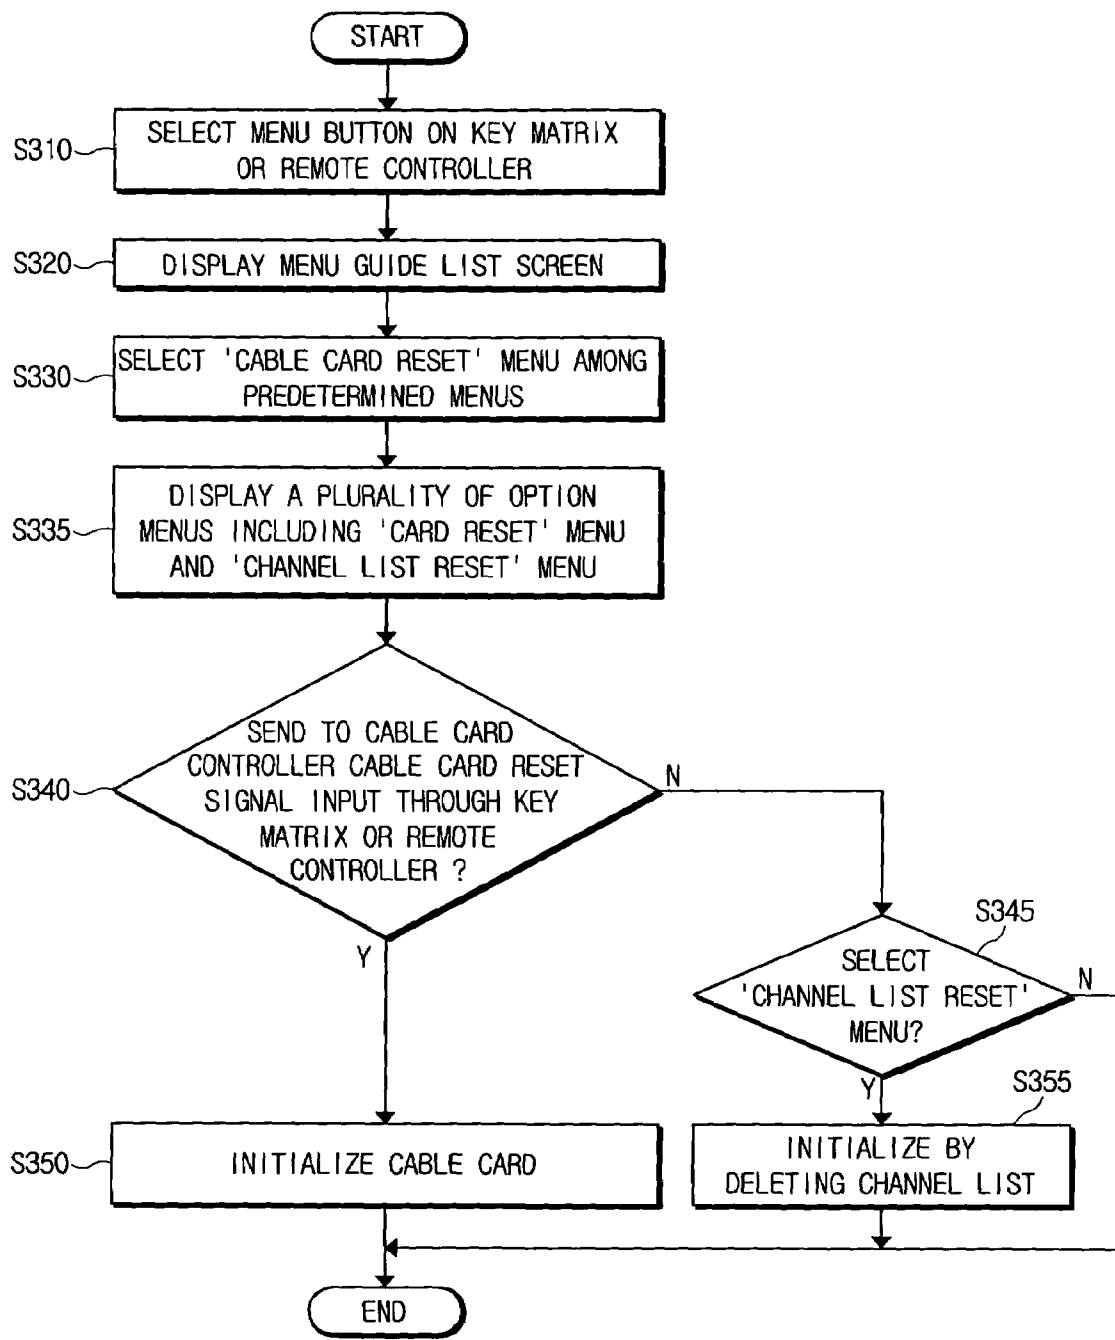 START
S310
SELECT MENU BUTTON ON KEY MATRIX
OR REMOTE CONTROLLER
S320
DISPLAY MENU GUIDE LIST SCREEN
S330
SELECT 'CABLE CARD RESET' MENU AMONG
PREDETERMINED MENUS
S335
DISPLAY A PLURALITY OF OPTION
MENUS INCLUDING 'CARD RESET' MENU
AND 'CHANNEL LIST RESET' MENU
S340
SEND TO CABLE CARD
CONTROLLER CABLE CARD RESET
SIGNAL INPUT THROUGH KEY
MATRIX OR REMOTE
CONTROLLER ?
N
Y
S345
SELECT
'CHANNEL LIST RESET'
MENU?
N
Y
S350
INITIALIZE CABLE CARD
S355
INITIALIZE BY
DELETING CHANNEL LIST
END